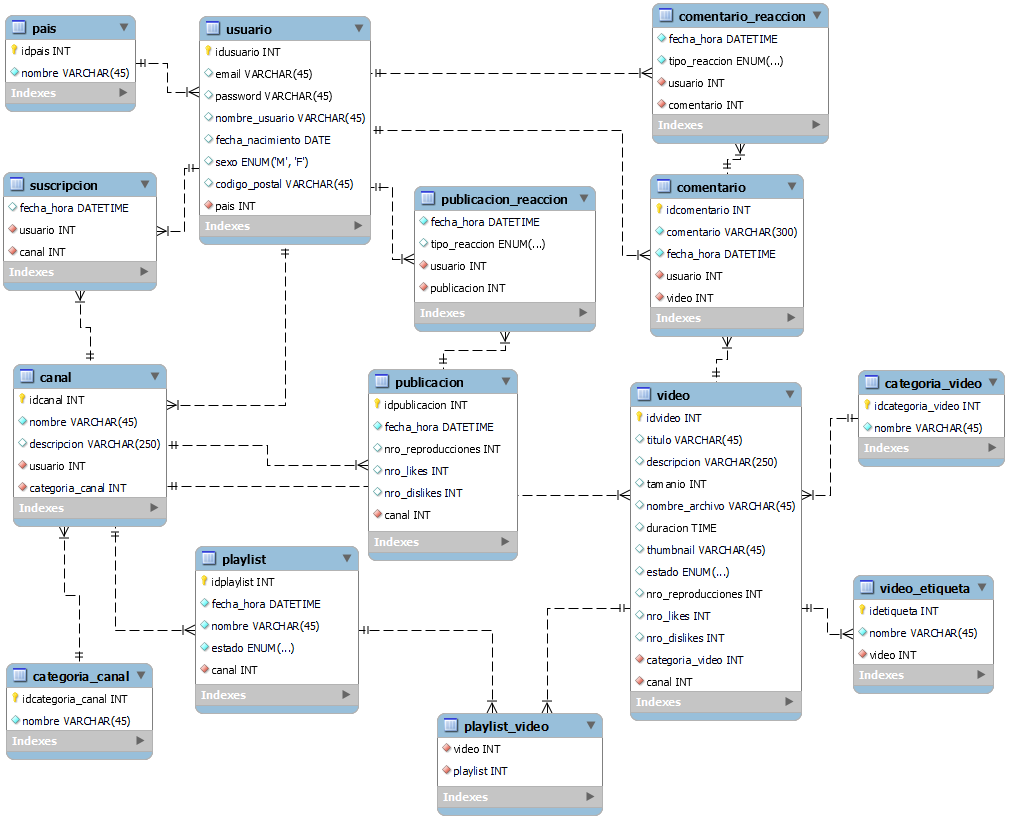 pais
idpais INT
nombre VARCHAR(45)
Indexes
usuario
idusuario INT
email VARCHAR(45)
password VARCHAR(45)
nombre_usuario VARCHAR(45)
fecha_nacimiento DATE
sexo ENUM('M', 'F')
codigo_postal VARCHAR(45)
pais INT
Indexes
comentario_reaccion
fecha_hora DATETIME
tipo_reaccion ENUM(...)
usuario INT
comentario INT
Indexes
suscripcion
fecha_hora DATETIME
usuario INT
canal INT
Indexes
publicacion_reaccion
fecha_hora DATETIME
tipo_reaccion ENUM(...)
usuario INT
publicacion INT
Indexes
comentario
idcomentario INT
comentario VARCHAR(300)
fecha_hora DATETIME
usuario INT
video INT
Indexes
canal
idcanal INT
nombre VARCHAR(45)
descripcion VARCHAR(250)
usuario INT
categoria_canal INT
Indexes
publicacion
idpublicacion INT
fecha_hora DATETIME
nro_reproducciones INT
nro_likes INT
nro_dislikes INT
canal INT
Indexes
video
idvideo INT
titulo VARCHAR(45)
descripcion VARCHAR(250)
tamanio INT
nombre_archivo VARCHAR(45)
duracion TIME
thumbnail VARCHAR(45)
estado ENUM(...)
nro_reproducciones INT
nro_likes INT
nro_dislikes INT
categoria_video INT
canal INT
Indexes
categoria_video
idcategoria_video INT
nombre VARCHAR(45)
Indexes
playlist
idplaylist INT
fecha_hora DATETIME
nombre VARCHAR(45)
estado ENUM(...)
canal INT
Indexes
video_etiqueta
idetiqueta INT
nombre VARCHAR(45)
video INT
Indexes
categoria_canal
idcategoria_canal INT
nombre VARCHAR(45)
Indexes
playlist_video
video INT
playlist INT
Indexes